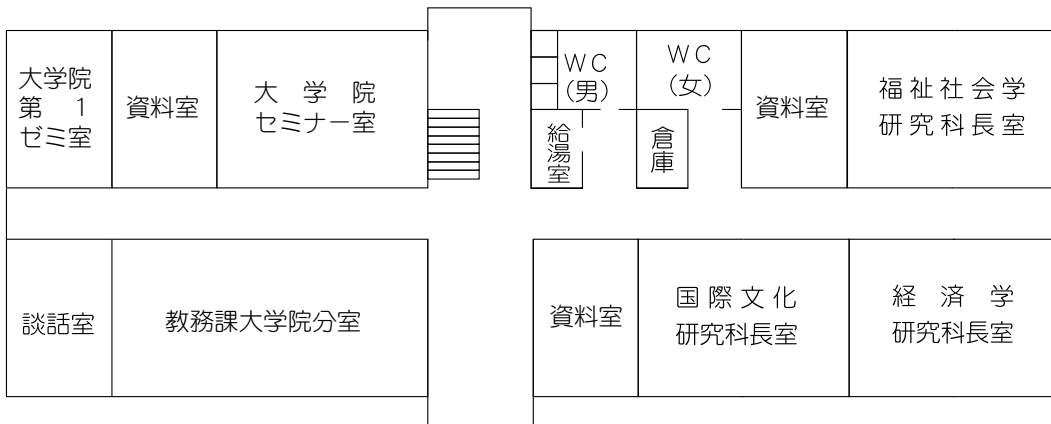 大学院
第　1
ゼミ室
資料室
大　学　院
セミナー室
WC
(男)
WC
(女)
給湯室
倉庫
資料室
福祉社会学
研究科長室
談話室
教務課大学院分室
資料室
国際文化
研究科長室
経　済　学
研究科長室